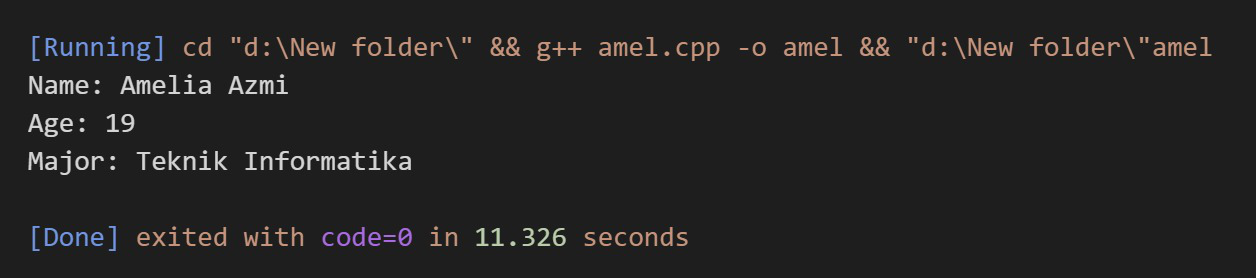 [Running] cd "d:\New folder\" && g++ amel.cpp -o amel && "d:\New folder\"amel
Name: Amelia Azmi
Age: 19
Major: Teknik Informatika
[Done] exited with code=0 in 11.326 seconds